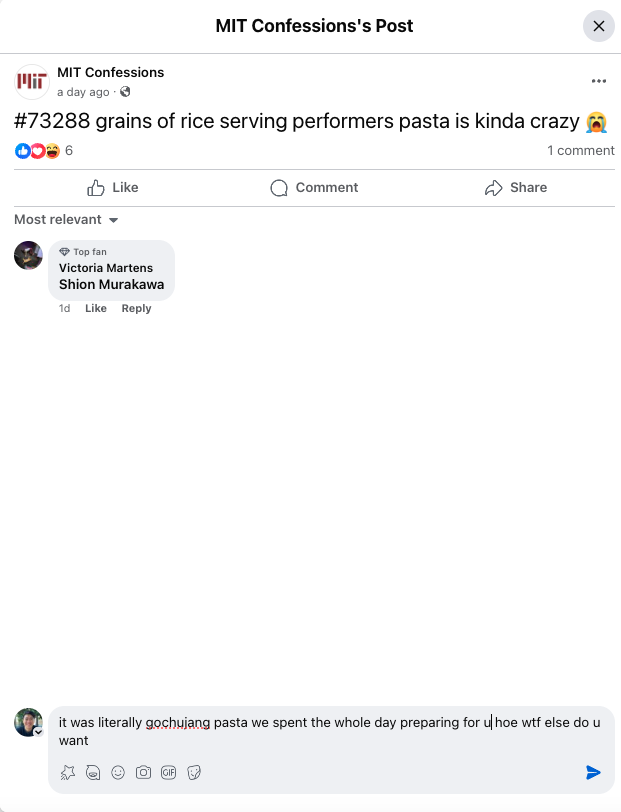 MIT Confessions's Post
MIT
MIT Confessions
a day ago ·
#73288 grains of rice serving performers pasta is kinda crazy 😭
6
1 comment
Like
Comment
Share
Most relevant
Top fan
Victoria Martens
Shion Murakawa
1d Like Reply
it was literally gochujang pasta we spent the whole day preparing for u hoe wtf else do u
want
GIF